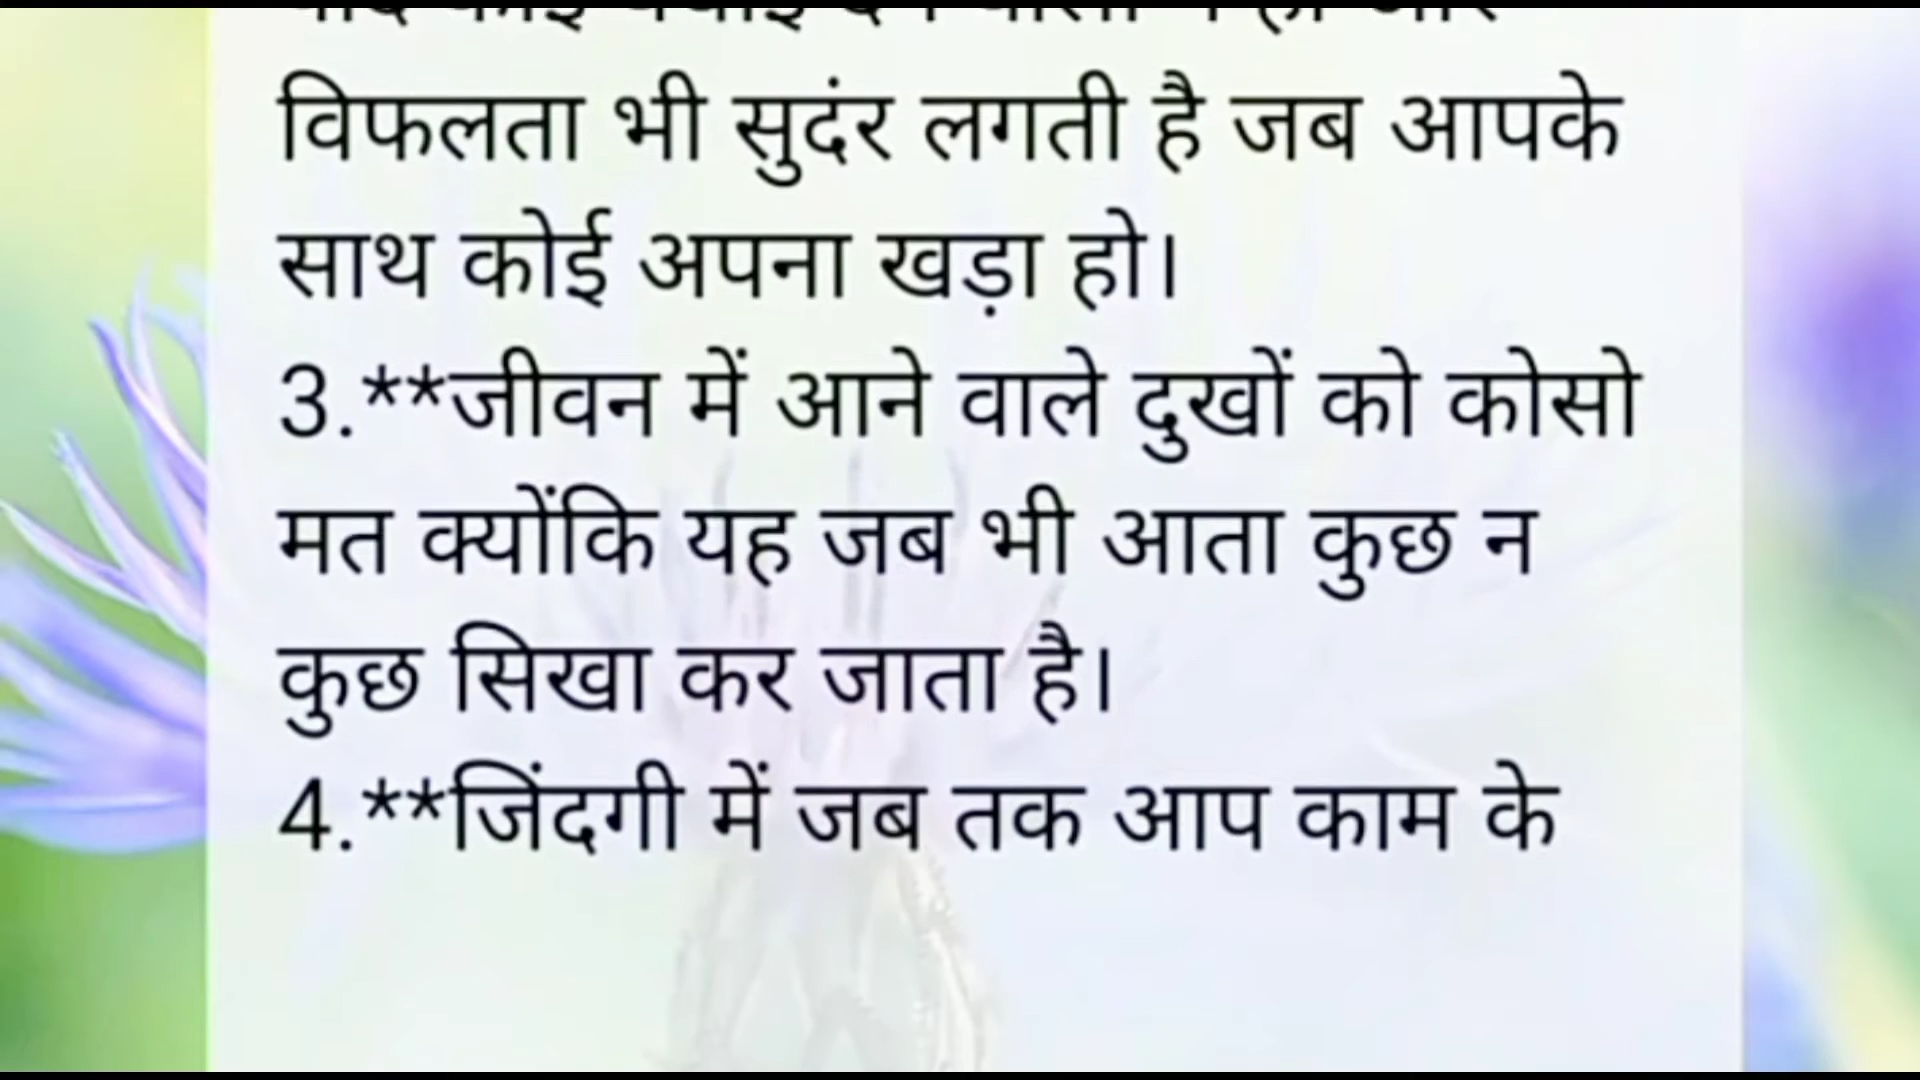 विफलता भी सुदंर लगती है जब आपके
साथ कोई अपना खड़ा हो।
3.**जीवन में आने वाले दुखों को कोसो
मत क्योंकि यह जब भी आता कुछ न
कुछ सिखा कर जाता है।
4.**जिंदगी में जब तक आप काम के